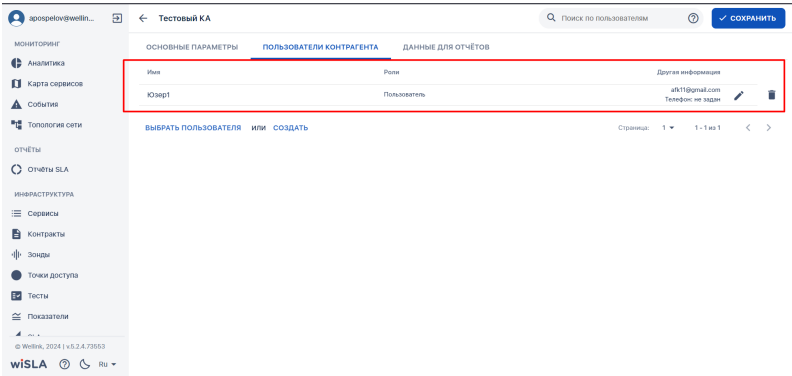 apospelov@wellin...
МОНИТОРИНГ
Аналитика
Карта сервисов
События
Топология сети
ОТЧЁТЫ
Отчёты SLA
ИНФРАСТРУКТУРА
Сервисы
Контракты
Зонды
Точки доступа
Тесты
Показатели
© Wellink, 2024 | v.5.2.4.73553
wiSLA Ru
Тестовый КА
Поиск по пользователям
СОХРАНИТЬ
ОСНОВНЫЕ ПАРАМЕТРЫ ПОЛЬЗОВАТЕЛИ КОНТРАГЕНТА ДАННЫЕ ДЛЯ ОТЧЁТОВ
Имя Роли Другая информация
Юзер1 Пользователь afk11@gmail.com
Телефон: не задан
ВЫБРАТЬ ПОЛЬЗОВАТЕЛЯ ИЛИ СОЗДАТЬ
Страница: 1 1 - 1 из 1